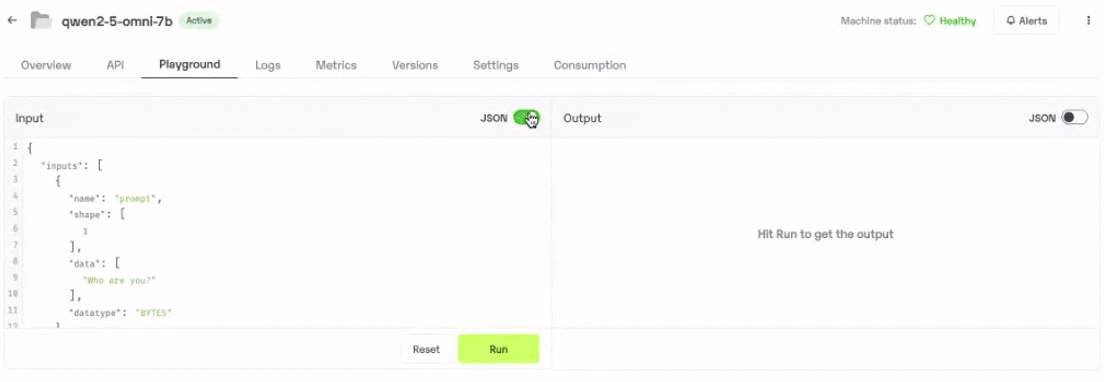 qwen2-5-omni-7b Active Machine status: Healthy Alerts
Overview API Playground Logs Metrics Versions Settings Consumption
Input JSON Output JSON
1 {
2 "inputs": [
3 {
4 "name": "prompt",
5 "shape": [
6 1
7 ],
8 "data": [
9 "Who are you?"
10 ],
11 "datatype": "BYTES"
12 }
Hit Run to get the output
Reset Run